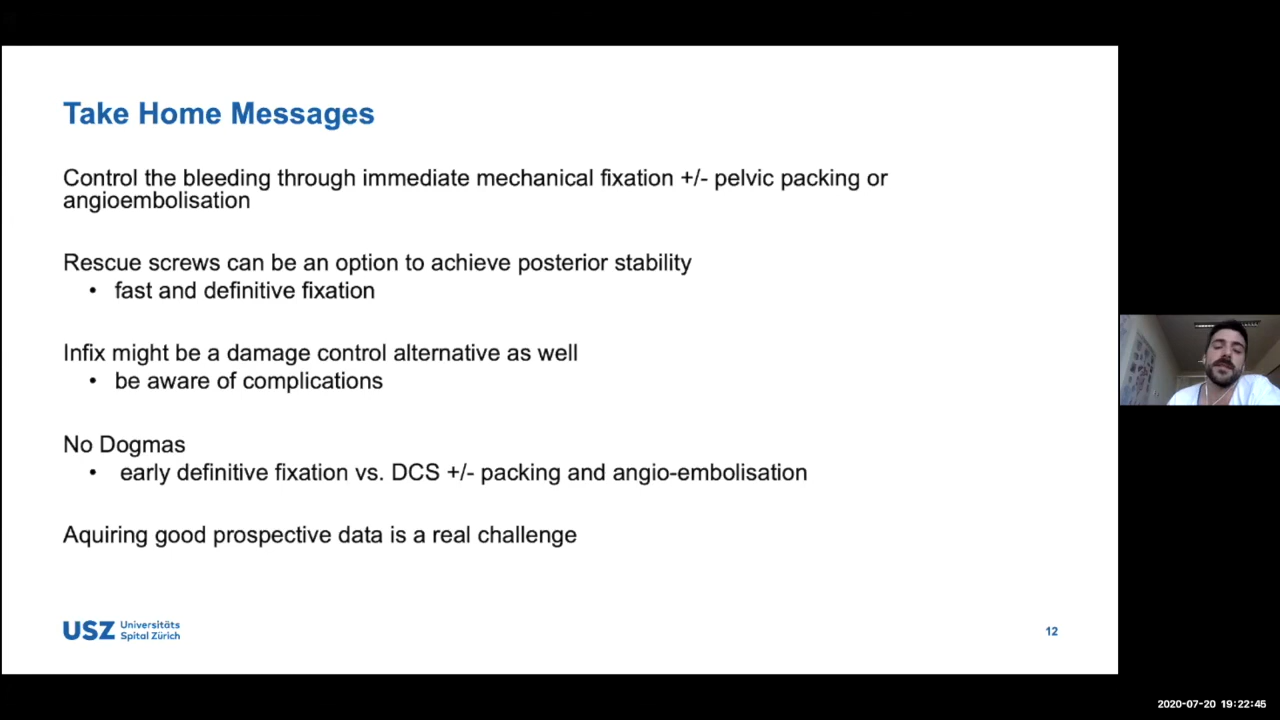 Take Home Messages
Control the bleeding through immediate mechanical fixation +/- pelvic packing or
angioembolisation
Rescue screws can be an option to achieve posterior stability
• fast and definitive fixation
Infix might be a damage control alternative as well
• be aware of complications
No Dogmas
• early definitive fixation vs. DCS +/- packing and angio-embolisation
Aquiring good prospective data is a real challenge
USZ Universitäts
Spital Zürich
12
2020-07-20 19:22:45